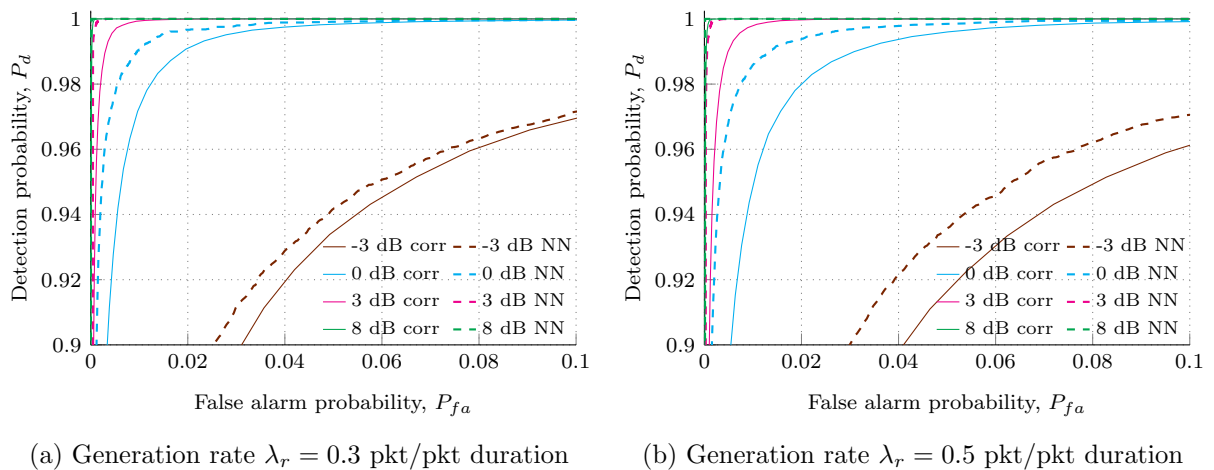 1
0.98
0.96
0.94
0.92
0.9
Detection probability, P_d
-3 dB corr
-3 dB NN
0 dB corr
0 dB NN
3 dB corr
3 dB NN
8 dB corr
8 dB NN
0
0.02
0.04
0.06
0.08
0.1
False alarm probability, P_fa
(a) Generation rate λ_r = 0.3 pkt/pkt duration
1
0.98
0.96
0.94
0.92
0.9
Detection probability, P_d
-3 dB corr
-3 dB NN
0 dB corr
0 dB NN
3 dB corr
3 dB NN
8 dB corr
8 dB NN
0
0.02
0.04
0.06
0.08
0.1
False alarm probability, P_fa
(b) Generation rate λ_r = 0.5 pkt/pkt duration